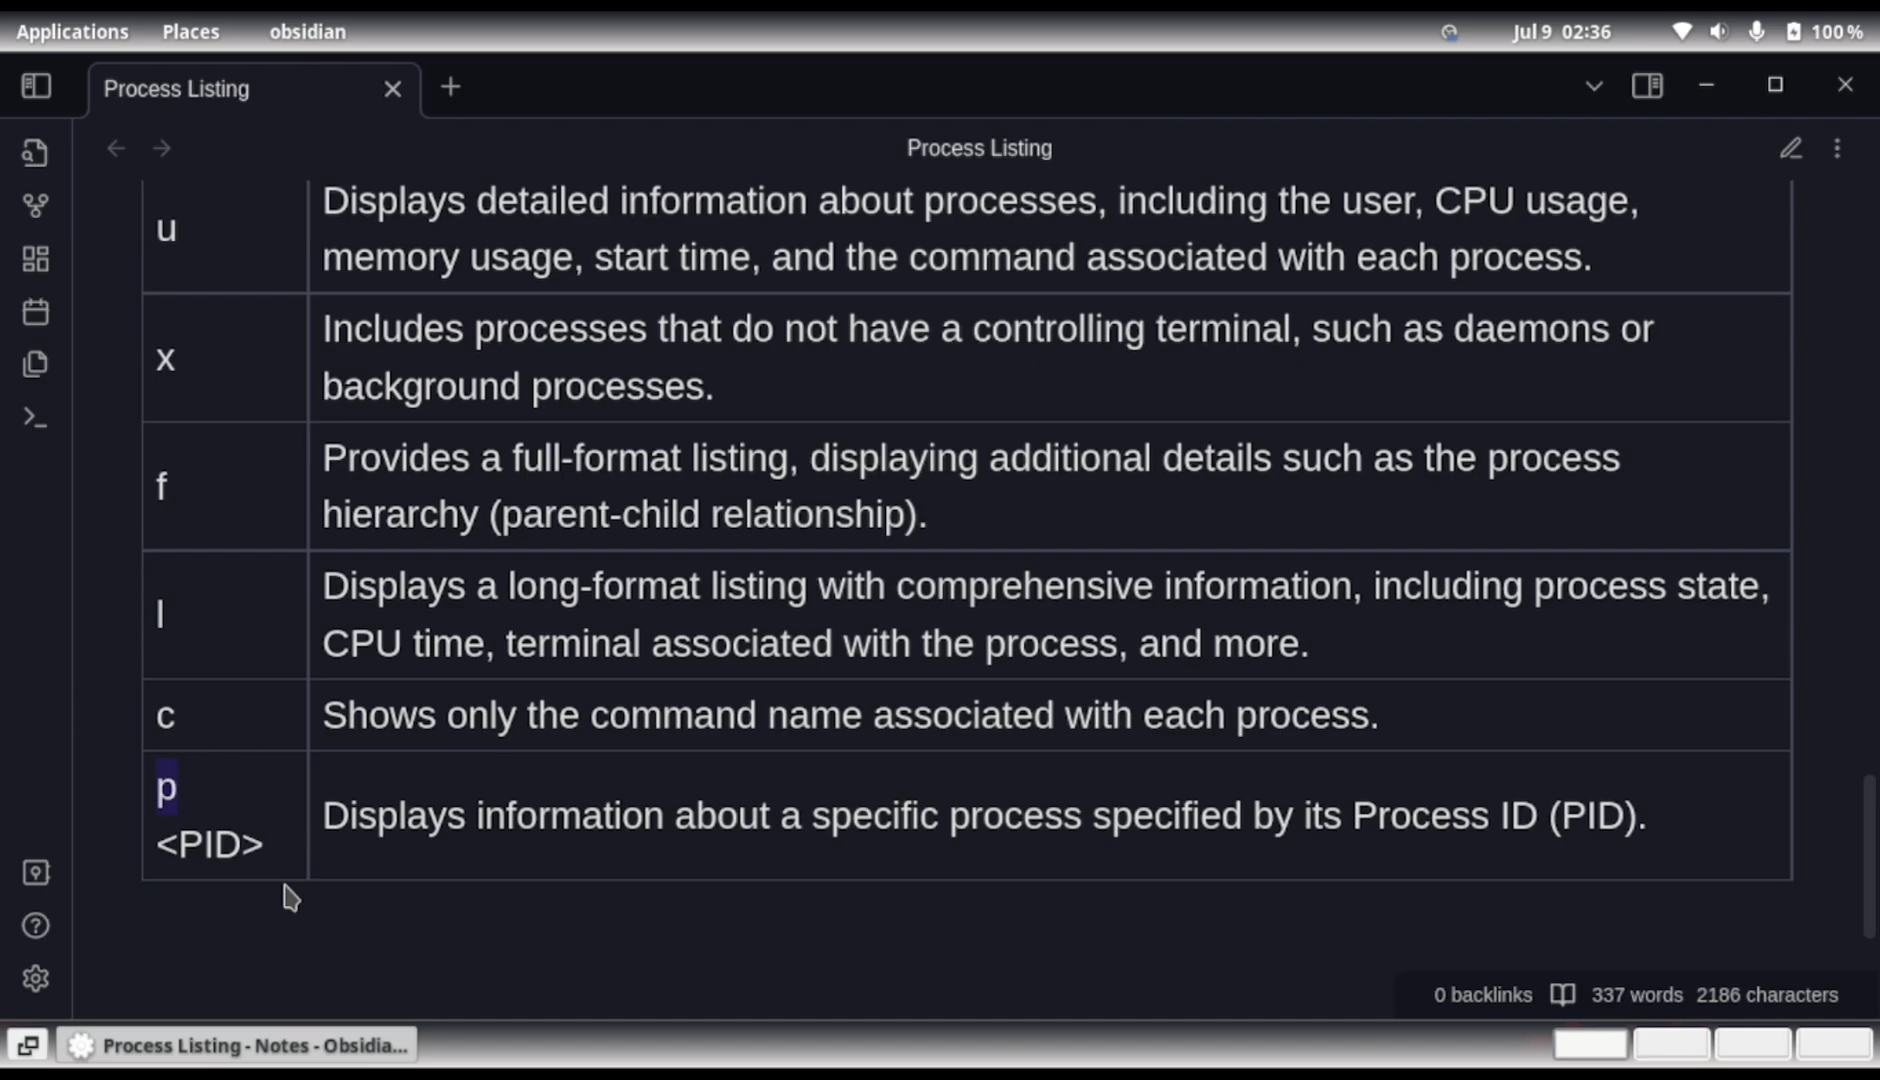 Applications Places obsidian Jul 9 02:36 100 %
Process Listing
Process Listing
u
Displays detailed information about processes, including the user, CPU usage,
memory usage, start time, and the command associated with each process.
x
Includes processes that do not have a controlling terminal, such as daemons or
background processes.
f
Provides a full-format listing, displaying additional details such as the process
hierarchy (parent-child relationship).
l
Displays a long-format listing with comprehensive information, including process state,
CPU time, terminal associated with the process, and more.
c
Shows only the command name associated with each process.
p
<PID>
Displays information about a specific process specified by its Process ID (PID).
0 backlinks 337 words 2186 characters
Process Listing - Notes - Obsidia...